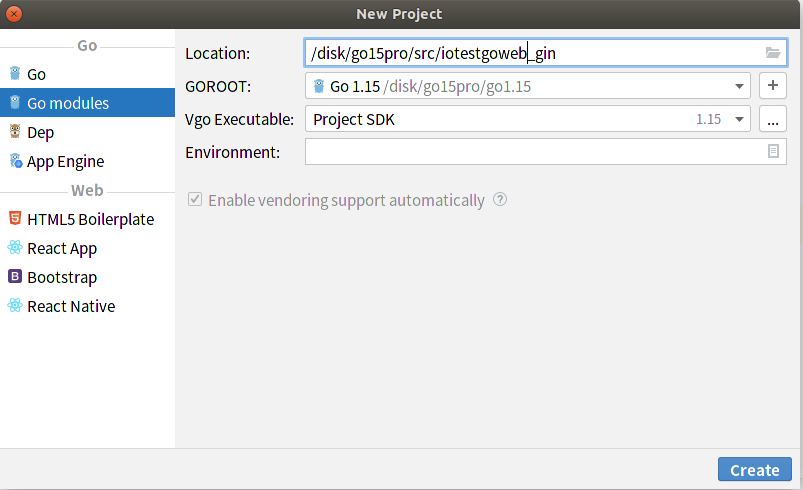 New Project
Go
Go
Go modules
Dep
App Engine
Web
HTML5 Boilerplate
React App
Bootstrap
React Native
Location: /disk/go15pro/src/iotestgoweb_gin
GOROOT: Go 1.15 /disk/go15pro/go1.15
Vgo Executable: Project SDK 1.15 ...
Environment:
Enable vendoring support automatically ?
Create